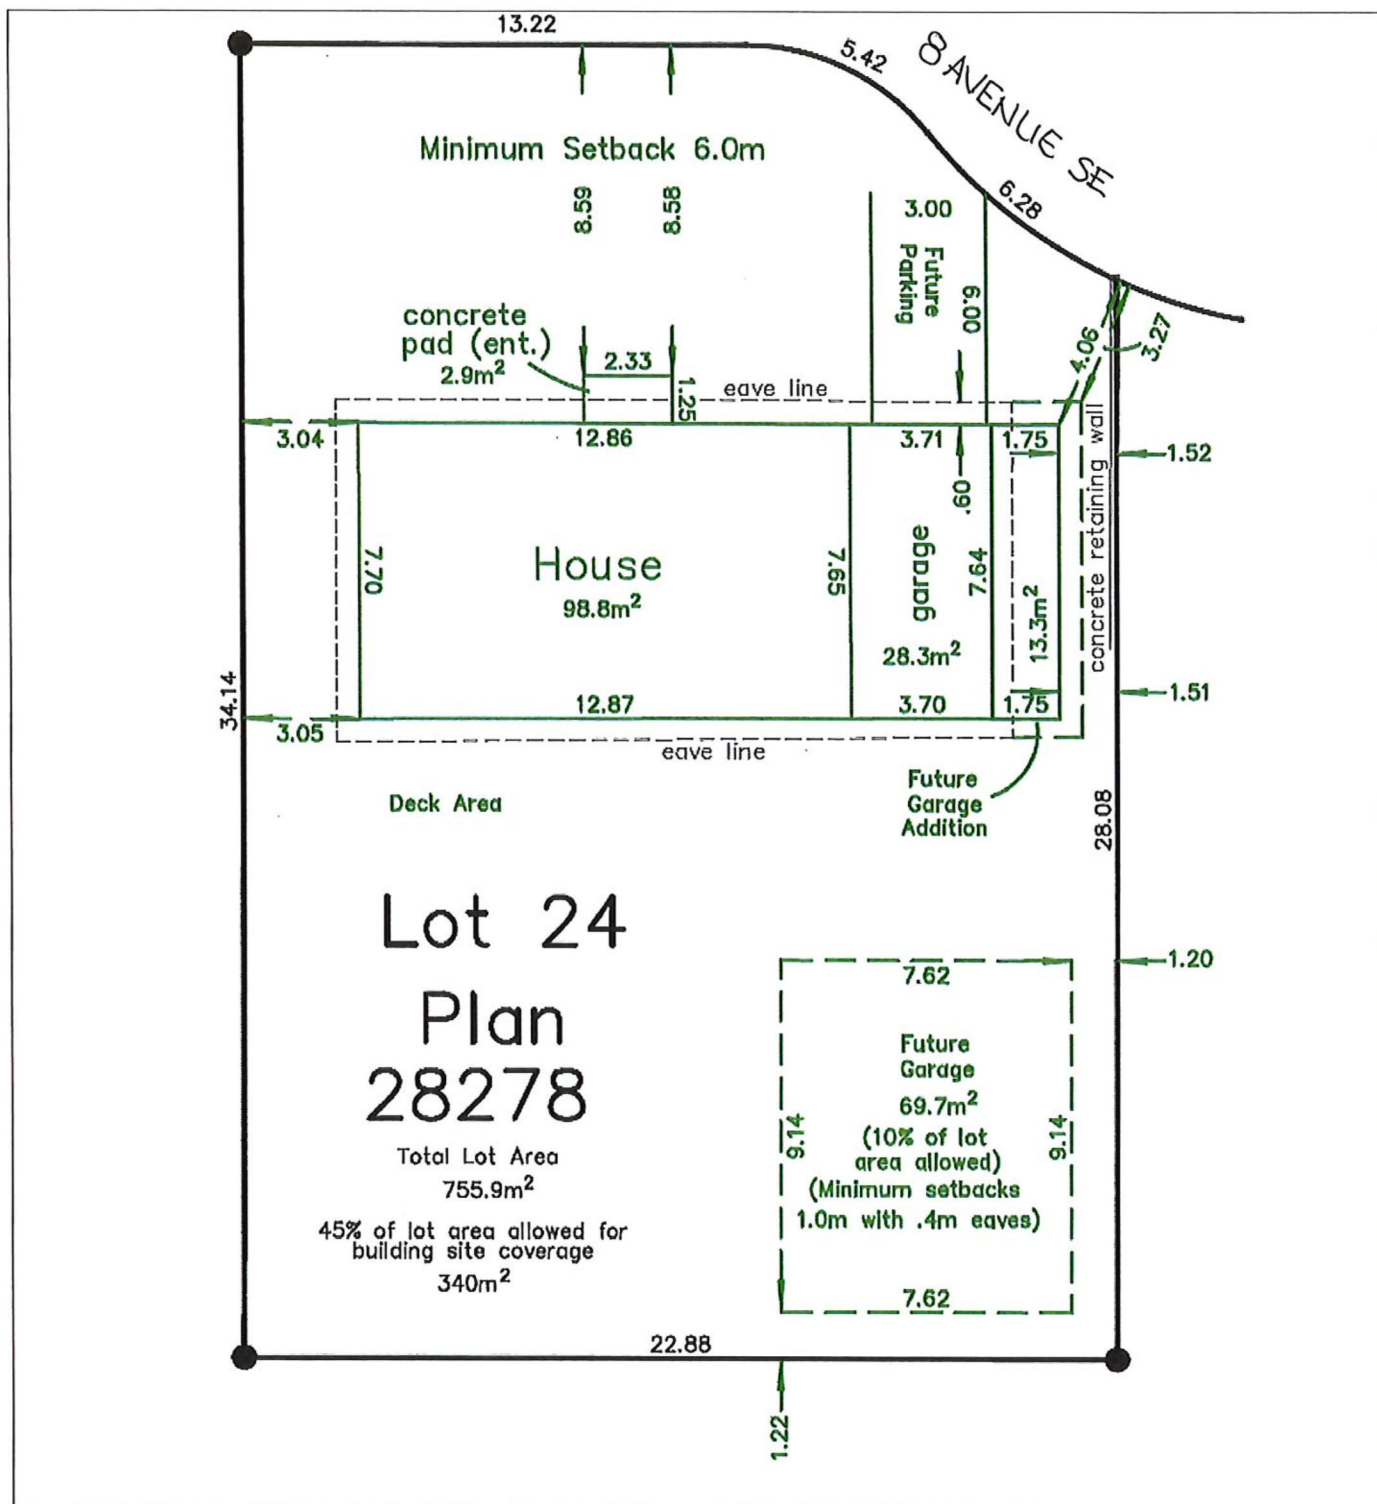 13.22
5.42
8 AVENUE SE
6.28
Minimum Setback 6.0m
8.59
8.58
3.00
Future
Parking
6.00
concrete
pad (ent.)
2.9m²
2.33
1.25
eave line
4.06
3.27
3.04
12.86
3.71
1.75
1.52
.60
concrete retaining wall
House
98.8m²
7.70
7.65
garage
28.3m²
7.64
13.3m²
34.14
3.05
12.87
3.70
1.75
1.51
eave line
Deck Area
Future
Garage
Addition
28.08
Lot 24
Plan
28278
Total Lot Area
755.9m²
45% of lot area allowed for
building site coverage
340m²
7.62
1.20
Future
Garage
69.7m²
(10% of lot
area allowed)
(Minimum setbacks
1.0m with .4m eaves)
9.14
9.14
7.62
22.88
1.22